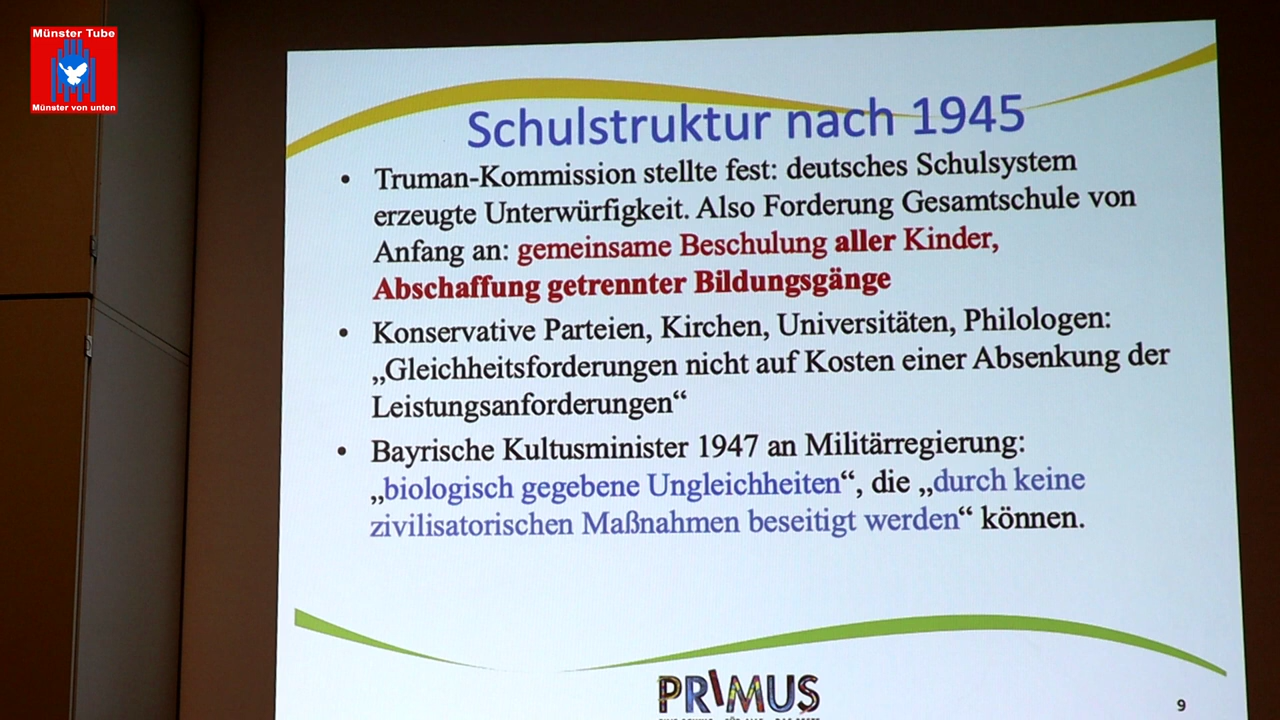 Münster Tube
Münster von unten
Schulstruktur nach 1945
• Truman-Kommission stellte fest: deutsches Schulsystem
erzeugte Unterwürfigkeit. Also Forderung Gesamtschule von
Anfang an: gemeinsame Beschulung aller Kinder,
Abschaffung getrennter Bildungsgänge
• Konservative Parteien, Kirchen, Universitäten, Philologen:
„Gleichheitsforderungen nicht auf Kosten einer Absenkung der
Leistungsanforderungen“
• Bayrische Kultusminister 1947 an Militärregierung:
„biologisch gegebene Ungleichheiten“, die „durch keine
zivilisatorischen Maßnahmen beseitigt werden“ können.
PRIMUS
9